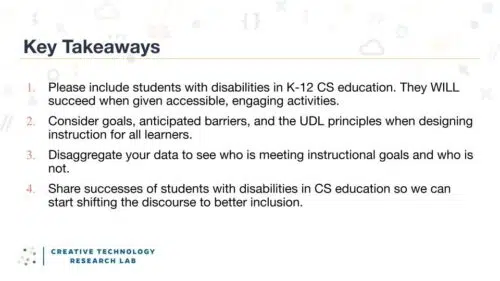 Key Takeaways
1. Please include students with disabilities in K-12 CS education. They WILL
succeed when given accessible, engaging activities.
2. Consider goals, anticipated barriers, and the UDL principles when designing
instruction for all learners.
3. Disaggregate your data to see who is meeting instructional goals and who is
not.
4. Share successes of students with disabilities in CS education so we can
start shifting the discourse to better inclusion.
CREATIVE TECHNOLOGY
RESEARCH LAB